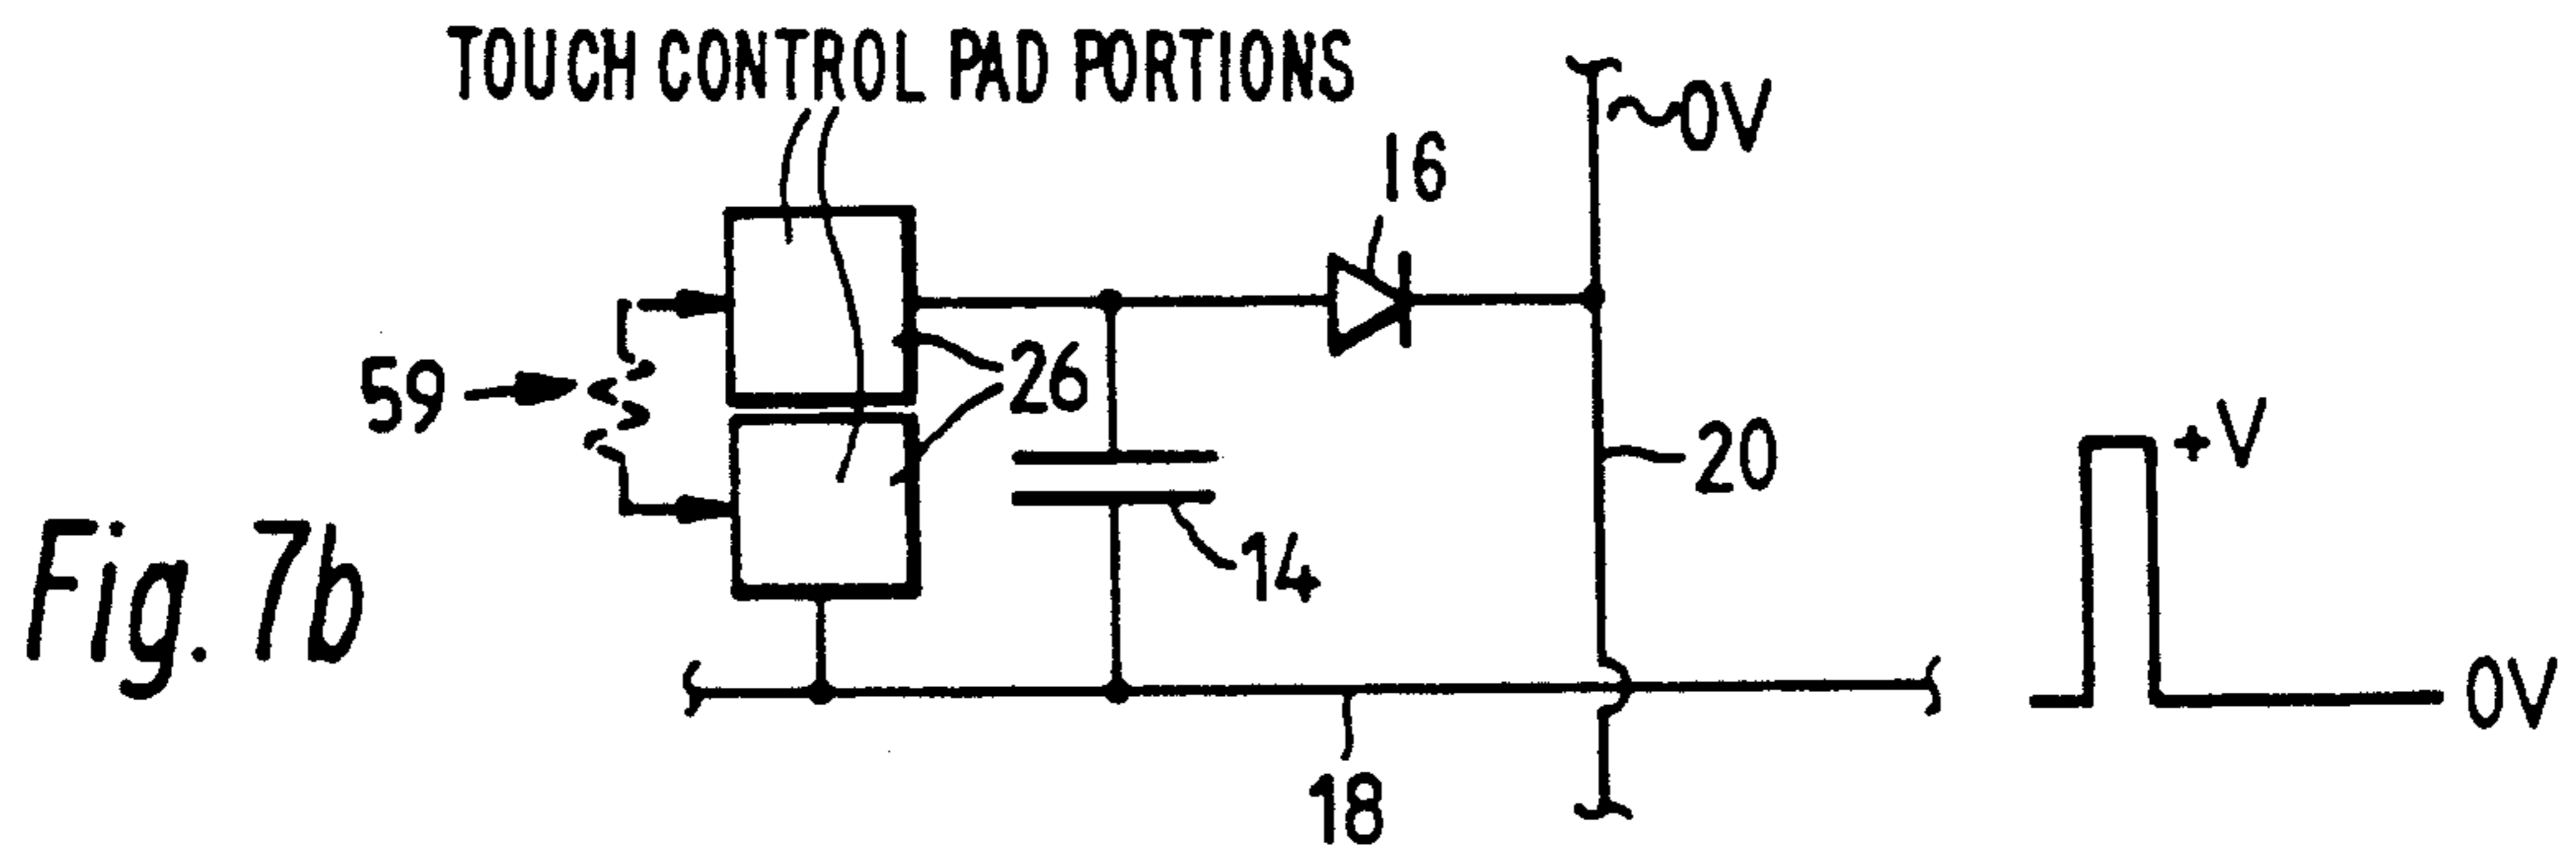 TOUCH CONTROL PAD PORTIONS
0V
16
59
26
20
+V
14
0V
18
Fig. 7b